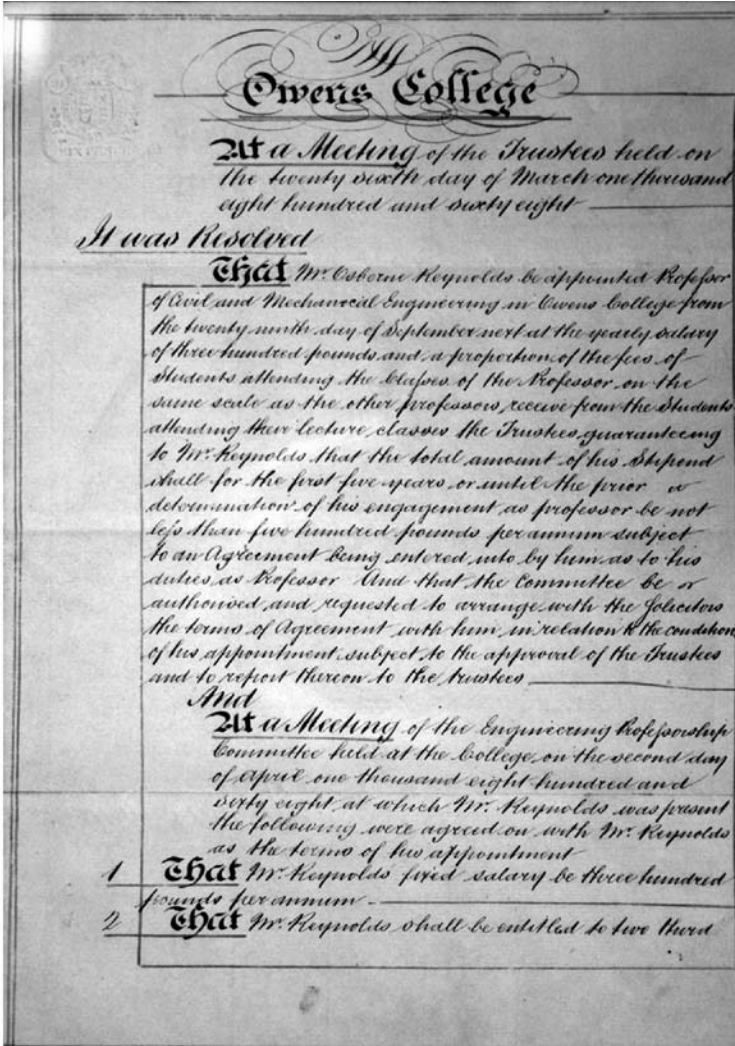 Owens College
At a Meeting of the Trustees held on
the twenty sixth day of March one thousand
eight hundred and sixty eight
It was Resolved
That Mr. Osborne Reynolds be appointed Professor
of Civil and Mechanical Engineering in Owens College from
the twenty ninth day of September next at the yearly salary
of three hundred pounds and a proportion of the fees of
Students attending the Classes of the Professor on the
same scale as the other professors receive from the Students
attending their lecture classes the Trustees guaranteeing
to Mr. Reynolds that the total amount of his Stipend
shall for the first five years or until the prior
determination of his engagement as professor be not
less than five hundred pounds per annum subject
to an Agreement being entered into by him as to his
duties as Professor And that the Committee be
authorised and requested to arrange with the Solicitors
the terms of Agreement with him in relation to the condition
of his appointment subject to the approval of the Trustees
and to report thereon to the trustees
And
At a Meeting of the Engineering Professorship
Committee held at the College on the second day
of April one thousand eight hundred and
sixty eight at which Mr. Reynolds was present
the following were agreed on with Mr. Reynolds
as the terms of his appointment
1 That Mr. Reynolds fixed salary be three hundred
pounds per annum
2 That Mr. Reynolds shall be entitled to two third